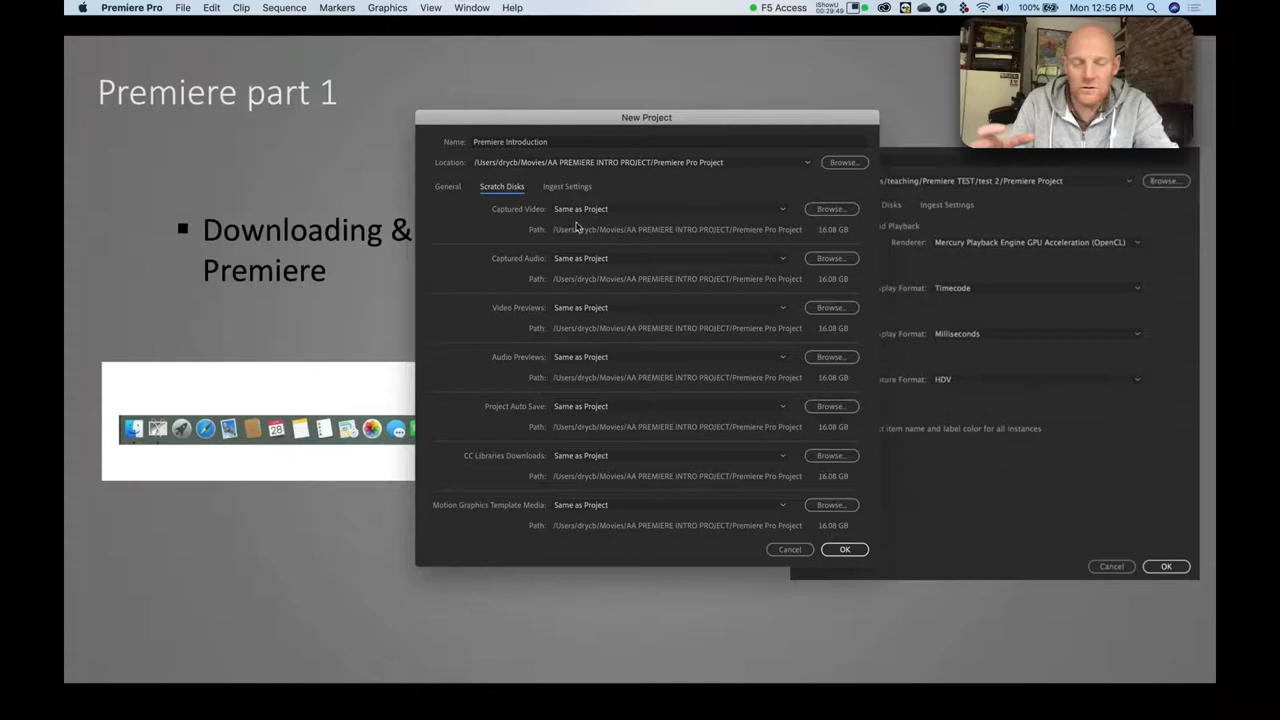 Premiere Pro File Edit Clip Sequence Markers Graphics View Window Help F5 Access iShowU 00:29:49 100% Mon 12:56 PM
Premiere part 1
New Project
Name: Premiere Introduction
Location: /Users/drycb/Movies/AA PREMIERE INTRO PROJECT/Premiere Pro Project Browse...
General Scratch Disks Ingest Settings
Captured Video: Same as Project Browse...
Path: /Users/drycb/Movies/AA PREMIERE INTRO PROJECT/Premiere Pro Project 16.08 GB
Captured Audio: Same as Project Browse...
Path: /Users/drycb/Movies/AA PREMIERE INTRO PROJECT/Premiere Pro Project 16.08 GB
Video Previews: Same as Project Browse...
Path: /Users/drycb/Movies/AA PREMIERE INTRO PROJECT/Premiere Pro Project 16.08 GB
Audio Previews: Same as Project Browse...
Path: /Users/drycb/Movies/AA PREMIERE INTRO PROJECT/Premiere Pro Project 16.08 GB
Project Auto Save: Same as Project Browse...
Path: /Users/drycb/Movies/AA PREMIERE INTRO PROJECT/Premiere Pro Project 16.08 GB
CC Libraries Downloads: Same as Project Browse...
Path: /Users/drycb/Movies/AA PREMIERE INTRO PROJECT/Premiere Pro Project 16.08 GB
Motion Graphics Template Media: Same as Project Browse...
Path: /Users/drycb/Movies/AA PREMIERE INTRO PROJECT/Premiere Pro Project 16.08 GB
Cancel OK
▪ Downloading &
Premiere
28
s/teaching/Premiere TEST/test 2/Premiere Project Browse...
Disks Ingest Settings
d Playback
Renderer: Mercury Playback Engine GPU Acceleration (OpenCL)
play Format: Timecode
play Format: Milliseconds
ture Format: HDV
ct item name and label color for all instances
Cancel OK